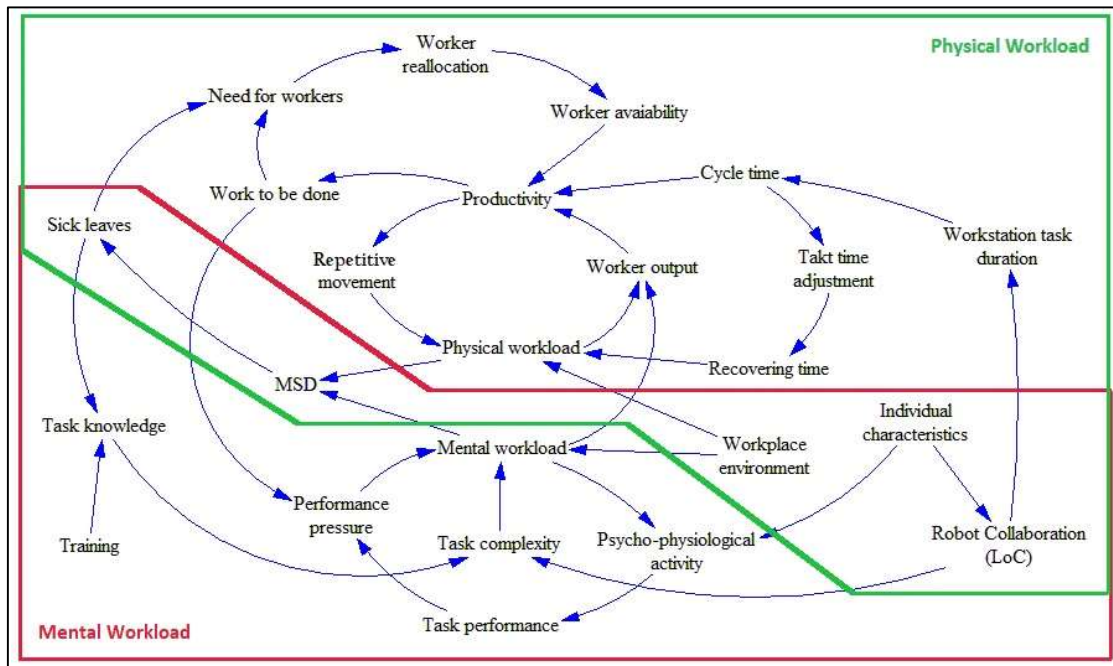 Worker
reallocation
Physical Workload
Need for workers
Worker avaiability
Work to be done
Productivity
Cycle time
Sick leaves
Repetitive
movement
Worker output
Takt time
adjustment
Workstation task
duration
Physical workload
Recovering time
MSD
Task knowledge
Mental workload
Workplace
environment
Individual
characteristics
Performance
pressure
Training
Task complexity
Psycho-physiological
activity
Robot Collaboration
(LoC)
Task performance
Mental Workload